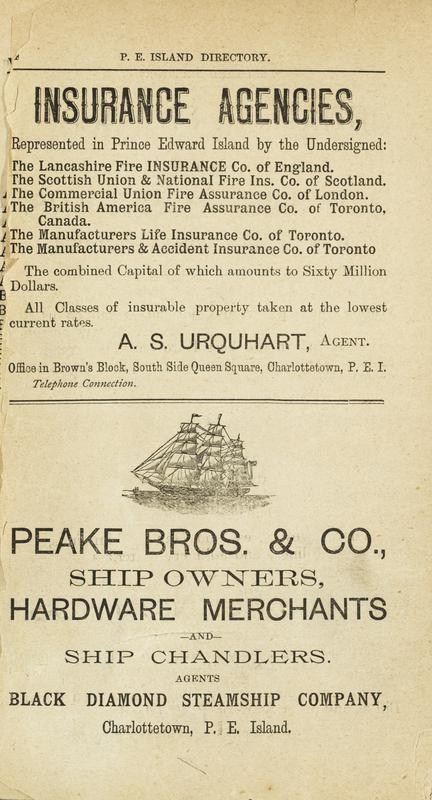 P. E. ISLAND DIRECTORY.
INSURANCE AGENCIES,
Represented in Prince Edward Island by the Undersigned:
The Lancashire Fire INSURANCE Co. of England.
The Scottish Union & National Fire Ins. Co. of Scotland.
The Commercial Union Fire Assurance Co. of London.
The British America Fire Assurance Co. of Toronto,
Canada.
The Manufacturers Life Insurance Co. of Toronto.
The Manufacturers & Accident Insurance Co. of Toronto
The combined Capital of which amounts to Sixty Million
Dollars.
All Classes of insurable property taken at the lowest
current rates.
A. S. URQUHART, AGENT.
Office in Brown's Block, South Side Queen Square, Charlottetown, P. E. I.
Telephone Connection.
PEAKE BROS. & CO.,
SHIP OWNERS,
HARDWARE MERCHANTS
—AND—
SHIP CHANDLERS.
AGENTS
BLACK DIAMOND STEAMSHIP COMPANY,
Charlottetown, P. E. Island.